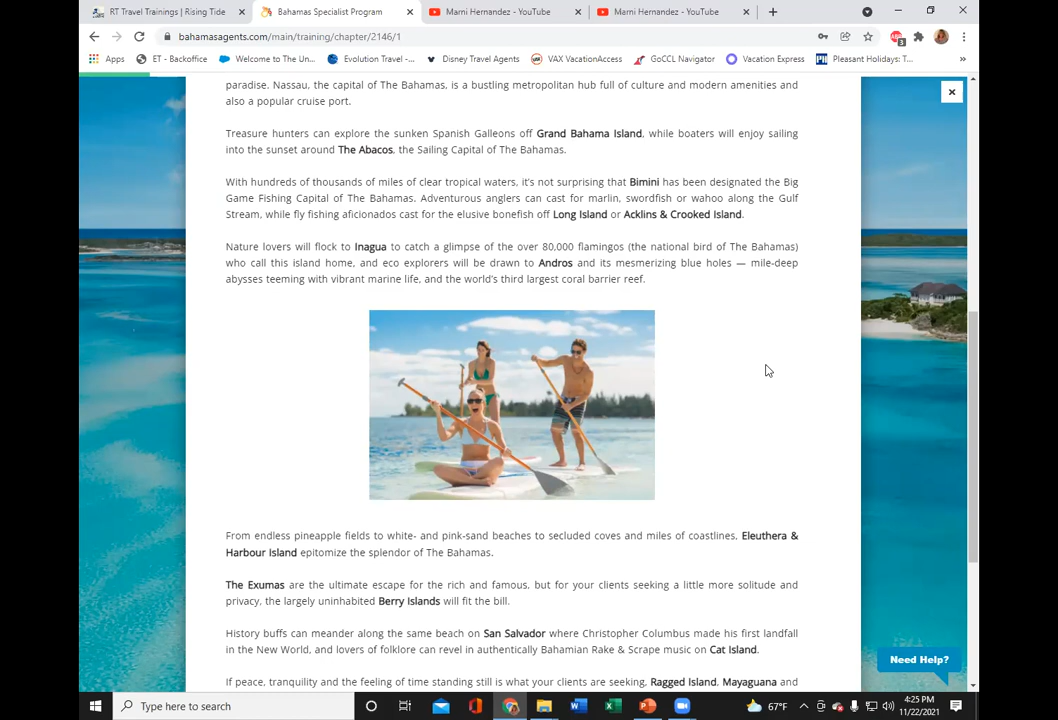 RT Travel Trainings | Rising Tide
Bahamas Specialist Program
Marni Hernandez - YouTube
Marni Hernandez - YouTube
bahamasagents.com/main/training/chapter/2146/1
Apps
ET - Backoffice
Welcome to The Un...
Evolution Travel -...
Disney Travel Agents
VAX VacationAccess
GoCCL Navigator
Vacation Express
Pleasant Holidays: T...
paradise. Nassau, the capital of The Bahamas, is a bustling metropolitan hub full of culture and modern amenities and
also a popular cruise port.
Treasure hunters can explore the sunken Spanish Galleons off Grand Bahama Island, while boaters will enjoy sailing
into the sunset around The Abacos, the Sailing Capital of The Bahamas.
With hundreds of thousands of miles of clear tropical waters, it's not surprising that Bimini has been designated the Big
Game Fishing Capital of The Bahamas. Adventurous anglers can cast for marlin, swordfish or wahoo along the Gulf
Stream, while fly fishing aficionados cast for the elusive bonefish off Long Island or Acklins & Crooked Island.
Nature lovers will flock to Inagua to catch a glimpse of the over 80,000 flamingos (the national bird of The Bahamas)
who call this island home, and eco explorers will be drawn to Andros and its mesmerizing blue holes — mile-deep
abysses teeming with vibrant marine life, and the world's third largest coral barrier reef.
From endless pineapple fields to white- and pink-sand beaches to secluded coves and miles of coastlines, Eleuthera &
Harbour Island epitomize the splendor of The Bahamas.
The Exumas are the ultimate escape for the rich and famous, but for your clients seeking a little more solitude and
privacy, the largely uninhabited Berry Islands will fit the bill.
History buffs can meander along the same beach on San Salvador where Christopher Columbus made his first landfall
in the New World, and lovers of folklore can revel in authentically Bahamian Rake & Scrape music on Cat Island.
Need Help?
If peace, tranquility and the feeling of time standing still is what your clients are seeking, Ragged Island, Mayaguana and
Type here to search
67°F
4:25 PM
11/22/2021